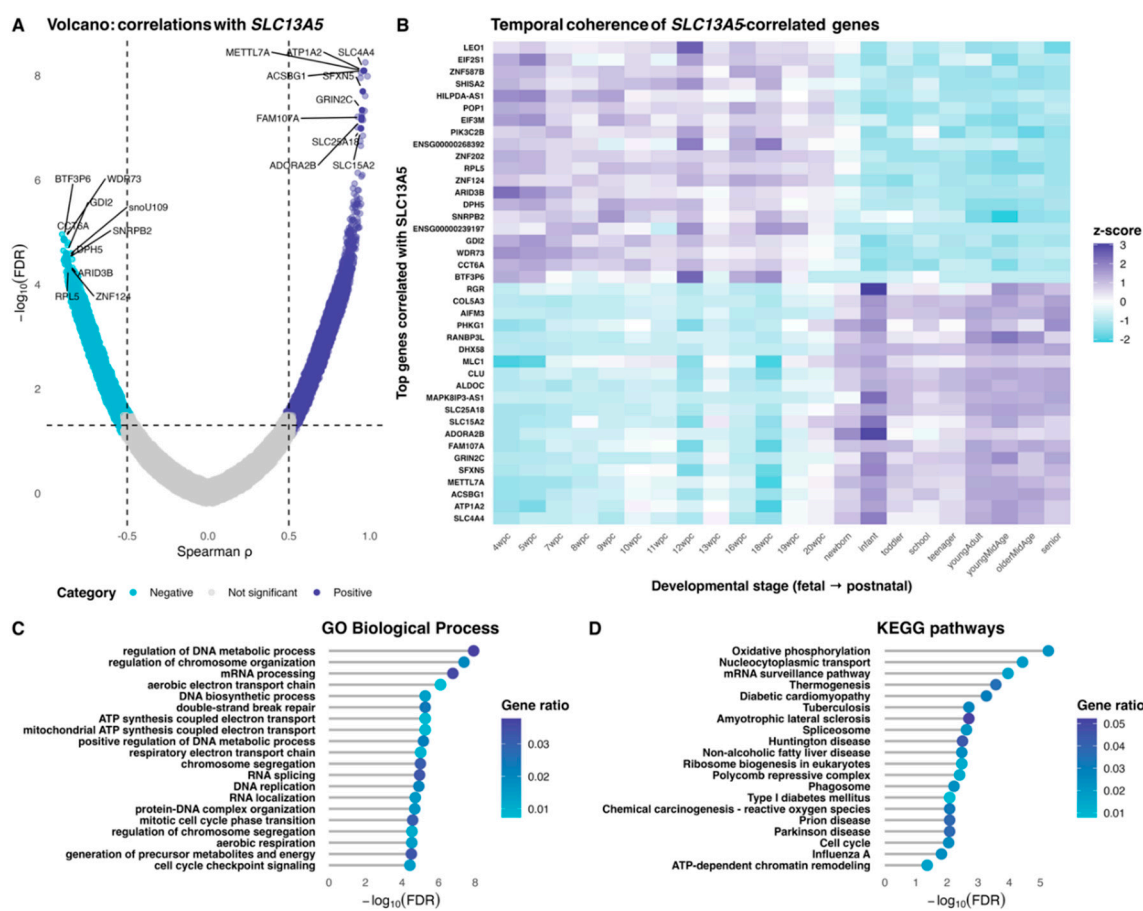 A
Volcano: correlations with SLC13A5
METTL7A
ATP1A2
SLC4A4
ACSBG1
SFXN5
GRIN2C
FAM107A
SLC25A18
ADORA2B
SLC15A2
BTF3P6
WDR73
GDI2
snoU109
CCT6A
SNRPB2
DPH5
ARID3B
RPL5
ZNF124
−log10(FDR)
8
6
4
2
0
-0.5
0.0
0.5
1.0
Spearman ρ
Category
Negative
Not significant
Positive
B
Temporal coherence of SLC13A5-correlated genes
Top genes correlated with SLC13A5
LEO1
EIF2S1
ZNF587B
SHISA2
HILPDA-AS1
POP1
EIF3M
PIK3C2B
ENSG00000268392
ZNF202
RPL5
ZNF124
ARID3B
DPH5
SNRPB2
ENSG00000239197
GDI2
WDR73
CCT6A
BTF3P6
RGR
COL5A3
AIFM3
PHKG1
RANBP3L
DHX58
MLC1
CLU
ALDOC
MAPK8IP3-AS1
SLC25A18
SLC15A2
ADORA2B
FAM107A
GRIN2C
SFXN5
METTL7A
ACSBG1
ATP1A2
SLC4A4
4wpc
5wpc
7wpc
8wpc
9wpc
10wpc
11wpc
12wpc
13wpc
16wpc
18wpc
19wpc
20wpc
newborn
infant
toddler
school
teenager
youngAdult
youngMidAge
olderMidAge
senior
Developmental stage (fetal → postnatal)
z-score
3
2
1
0
-1
-2
C
GO Biological Process
regulation of DNA metabolic process
regulation of chromosome organization
mRNA processing
aerobic electron transport chain
DNA biosynthetic process
double-strand break repair
ATP synthesis coupled electron transport
mitochondrial ATP synthesis coupled electron transport
positive regulation of DNA metabolic process
respiratory electron transport chain
chromosome segregation
RNA splicing
DNA replication
RNA localization
protein-DNA complex organization
mitotic cell cycle phase transition
regulation of chromosome segregation
aerobic respiration
generation of precursor metabolites and energy
cell cycle checkpoint signaling
0
2
4
6
8
−log10(FDR)
Gene ratio
0.03
0.02
0.01
D
KEGG pathways
Oxidative phosphorylation
Nucleocytoplasmic transport
mRNA surveillance pathway
Thermogenesis
Diabetic cardiomyopathy
Tuberculosis
Amyotrophic lateral sclerosis
Spliceosome
Huntington disease
Non-alcoholic fatty liver disease
Ribosome biogenesis in eukaryotes
Polycomb repressive complex
Phagosome
Type I diabetes mellitus
Chemical carcinogenesis - reactive oxygen species
Prion disease
Parkinson disease
Cell cycle
Influenza A
ATP-dependent chromatin remodeling
0
1
2
3
4
5
−log10(FDR)
Gene ratio
0.05
0.04
0.03
0.02
0.01